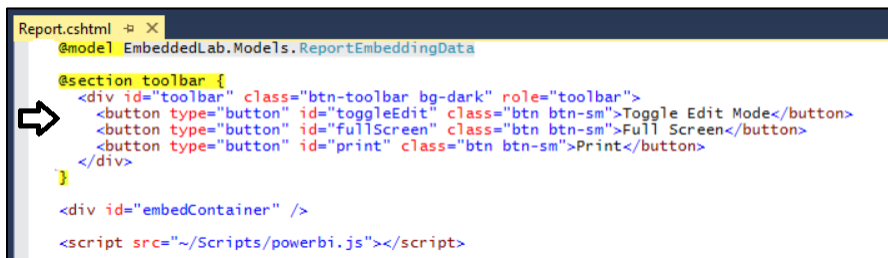 Report.cshtml
@model EmbeddedLab.Models.ReportEmbeddingData
@section toolbar {
<div id="toolbar" class="btn-toolbar bg-dark" role="toolbar">
<button type="button" id="toggleEdit" class="btn btn-sm">Toggle Edit Mode</button>
<button type="button" id="fullScreen" class="btn btn-sm">Full Screen</button>
<button type="button" id="print" class="btn btn-sm">Print</button>
</div>
}
<div id="embedContainer" />
<script src="~/Scripts/powerbi.js"></script>